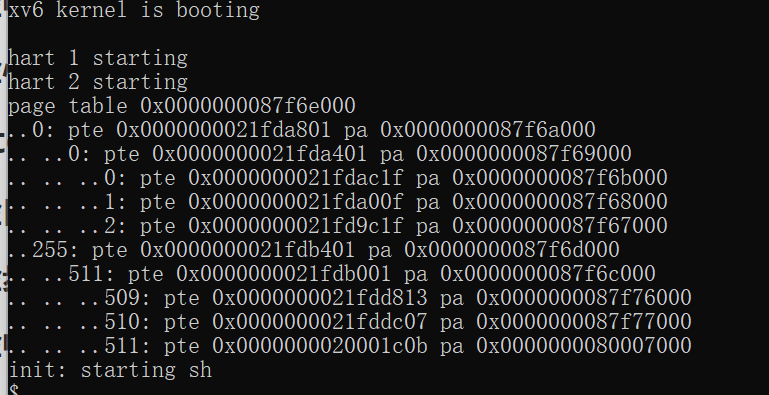 xv6 kernel is booting
hart 1 starting
hart 2 starting
page table 0x0000000087f6e000
..0: pte 0x0000000021fda801 pa 0x0000000087f6a000
.. ..0: pte 0x0000000021fda401 pa 0x0000000087f69000
.. .. ..0: pte 0x0000000021fdac1f pa 0x0000000087f6b000
.. .. ..1: pte 0x0000000021fda00f pa 0x0000000087f68000
.. .. ..2: pte 0x0000000021fd9c1f pa 0x0000000087f67000
..255: pte 0x0000000021fdb401 pa 0x0000000087f6d000
.. ..511: pte 0x0000000021fdb001 pa 0x0000000087f6c000
.. .. ..509: pte 0x0000000021fdd813 pa 0x0000000087f76000
.. .. ..510: pte 0x0000000021fddc07 pa 0x0000000087f77000
.. .. ..511: pte 0x0000000020001c0b pa 0x0000000080007000
init: starting sh
$